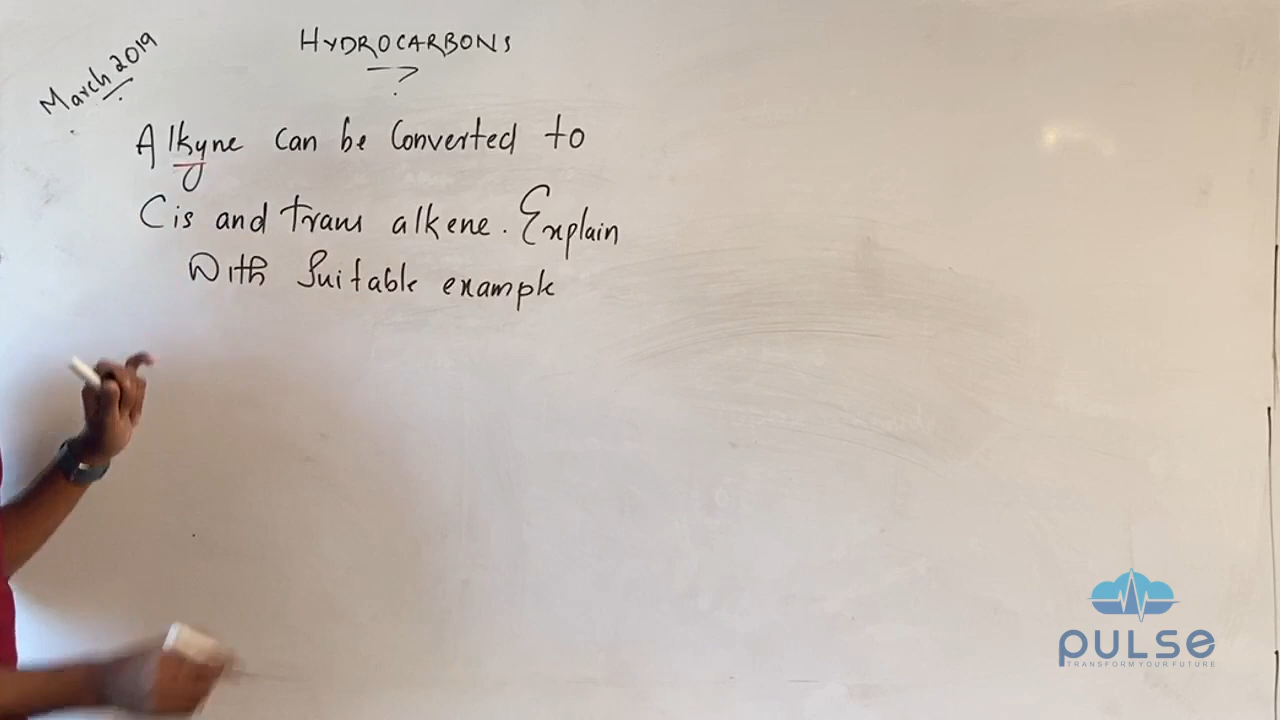 March 2019
HYDROCARBONS
?
Alkyne can be Converted to
Cis and trans alkene. Explain
With Suitable example
PULSE
TRANSFORM YOUR FUTURE